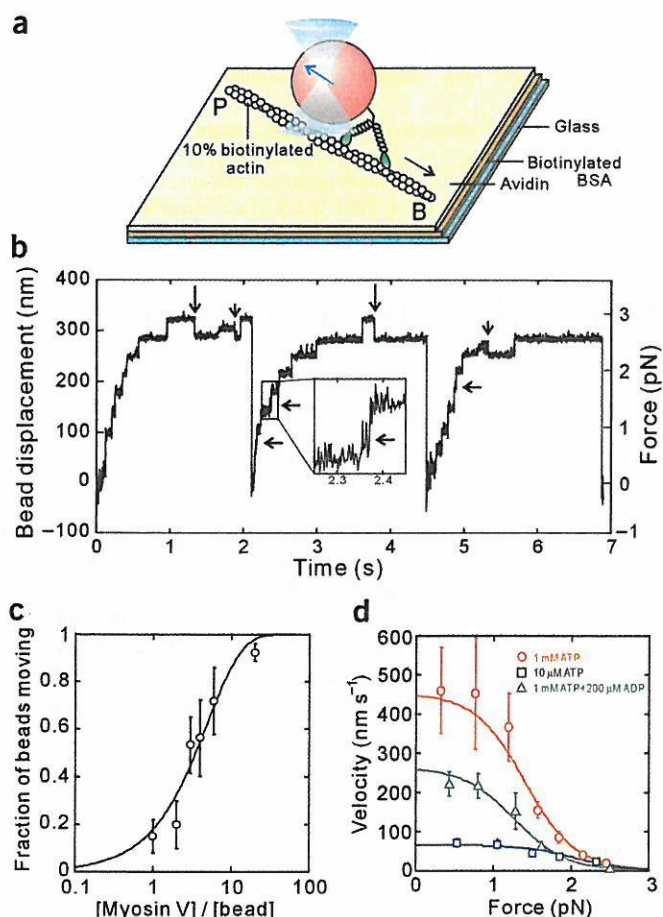 a
P
10% biotinylated
actin
B
Glass
Biotinylated
BSA
Avidin
b
Bead displacement (nm)
400
300
200
100
0
−100
Force (pN)
3
2
1
0
−1
2.3
2.4
0
1
2
3
4
5
6
7
Time (s)
c
Fraction of beads moving
1
0.8
0.6
0.4
0.2
0
0.1
1
10
100
[Myosin V] / [bead]
d
Velocity (nm s−1)
600
500
400
300
200
100
0
1 mM ATP
10 μM ATP
1 mM ATP+200 μM ADP
0
1
2
3
Force (pN)